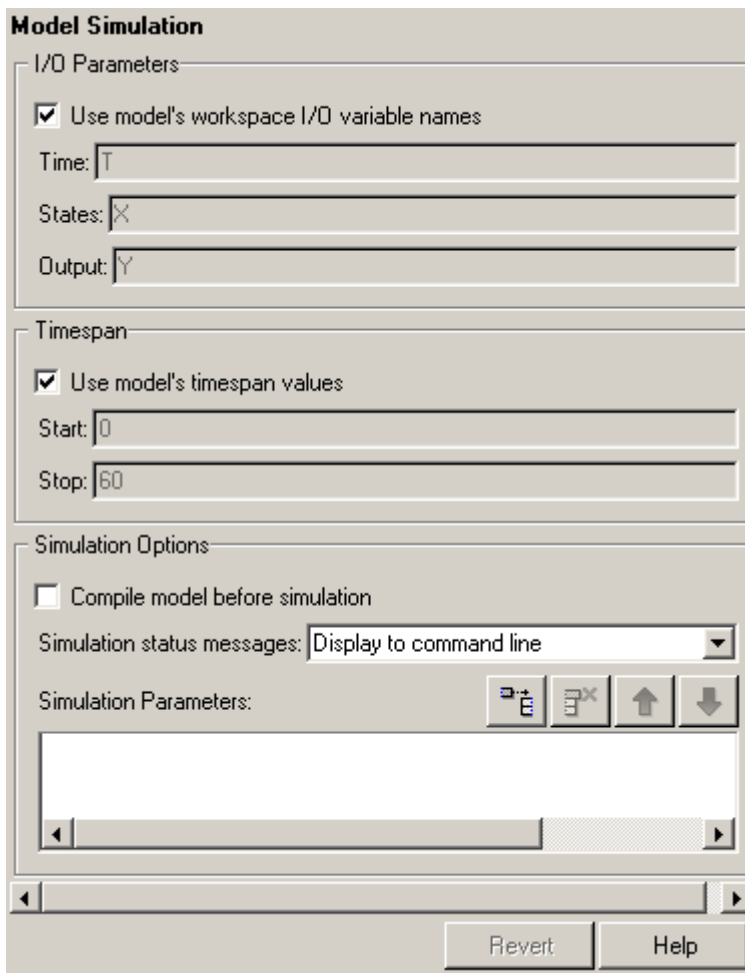 Model Simulation
I/O Parameters
Use model's workspace I/O variable names
Time: T
States: X
Output: Y
Timespan
Use model's timespan values
Start: 0
Stop: 60
Simulation Options
Compile model before simulation
Simulation status messages: Display to command line
Simulation Parameters:
Revert Help